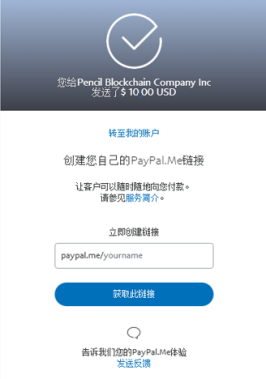 您给Pencil Blockchain Company Inc
发送了$ 10 00 USD
转至我的账户
创建您自己的PayPal.Me链接
让客户可以随时随地向您付款。
请参见服务简介。
立即创建链接
paypal.me/yourname
获取此链接
告诉我们您的PayPal.Me体验
发送反馈